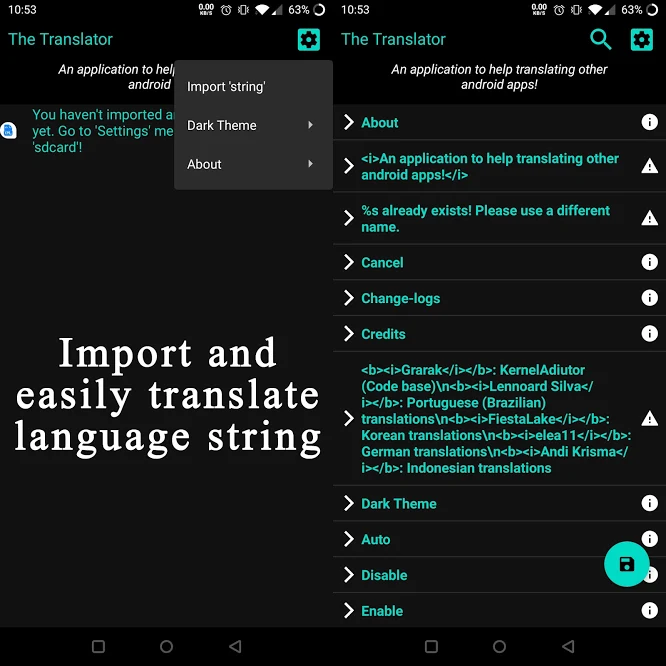 10:53
0.00
KB/S
63%
The Translator
An application to help
android
Import 'string'
Dark Theme
About
You haven't imported a
yet. Go to 'Settings' me
'sdcard'!
Import and
easily translate
language string
10:53
0.00
KB/S
63%
The Translator
An application to help translating other
android apps!
About
<i>An application to help translating other
android apps!</i>
%s already exists! Please use a different
name.
Cancel
Change-logs
Credits
<b><i>Grarak</i></b>: KernelAdiutor
(Code base)\n<b><i>Lennoard Silva</
i></b>: Portuguese (Brazilian)
translations\n<b><i>FiestaLake</i></b>:
Korean translations\n<b><i>elea11</i></b>:
German translations\n<b><i>Andi Krisma</
i></b>: Indonesian translations
Dark Theme
Auto
Disable
Enable